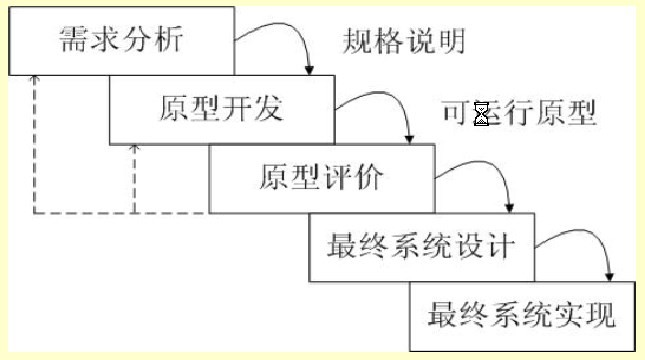 需求分析
规格说明
原型开发
可运行原型
原型评价
最终系统设计
最终系统实现